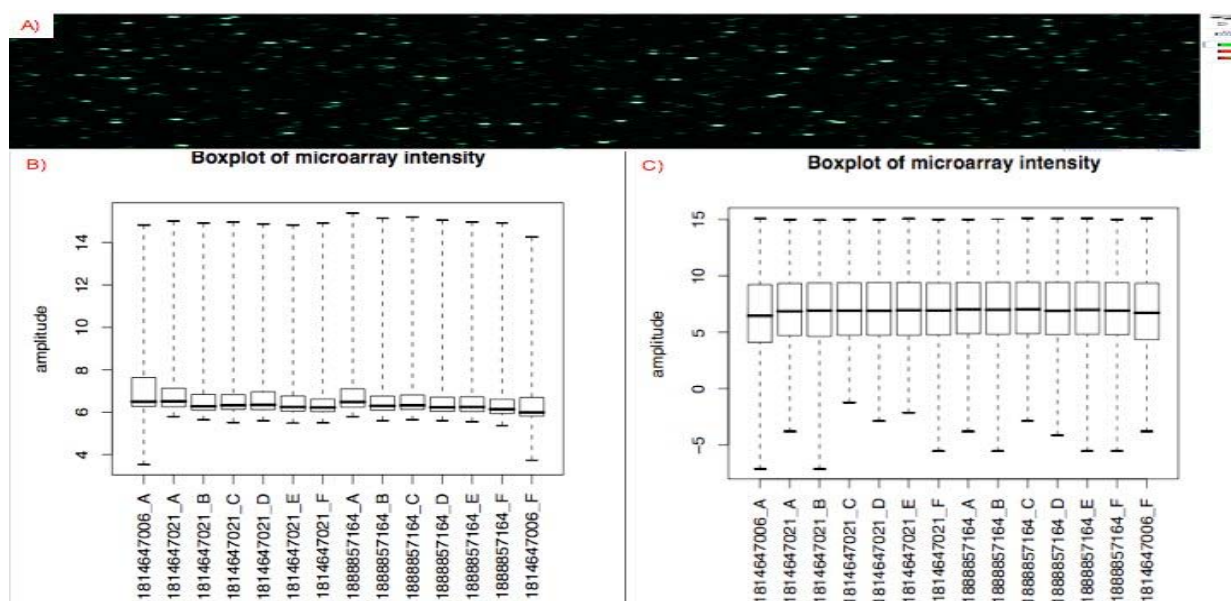 A)
B)
Boxplot of microarray intensity
amplitude
14
12
10
8
6
4
1814647006_A
1814647021_A
1814647021_B
1814647021_C
1814647021_D
1814647021_E
1814647021_F
1888857164_A
1888857164_B
1888857164_C
1888857164_D
1888857164_E
1888857164_F
1814647006_F
C)
Boxplot of microarray intensity
amplitude
15
10
5
0
−5
1814647006_A
1814647021_A
1814647021_B
1814647021_C
1814647021_D
1814647021_E
1814647021_F
1888857164_A
1888857164_B
1888857164_C
1888857164_D
1888857164_E
1888857164_F
1814647006_F